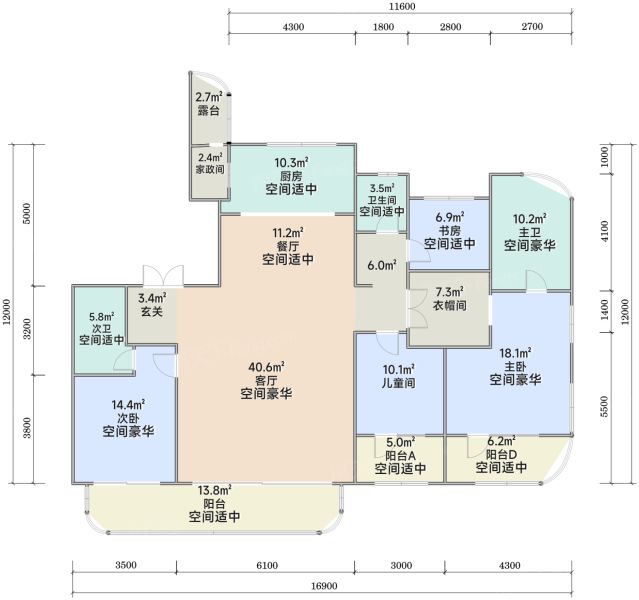 11600
4300 1800 2800 2700
2.7㎡
露台
2.4㎡
家政间
10.3㎡
厨房
空间适中
3.5㎡
卫生间
空间适中
6.9㎡
书房
空间适中
10.2㎡
主卫
空间豪华
11.2㎡
餐厅
空间适中
6.0㎡
7.3㎡
衣帽间
3.4㎡
玄关
5.8㎡
次卫
空间适中
40.6㎡
客厅
空间豪华
10.1㎡
儿童间
18.1㎡
主卧
空间豪华
14.4㎡
次卧
空间豪华
5.0㎡
阳台A
空间适中
6.2㎡
阳台D
空间适中
13.8㎡
阳台
空间适中
12000
5000
3200
3800
1000
4100
1400
5500
12000
3500 6100 3000 4300
16900